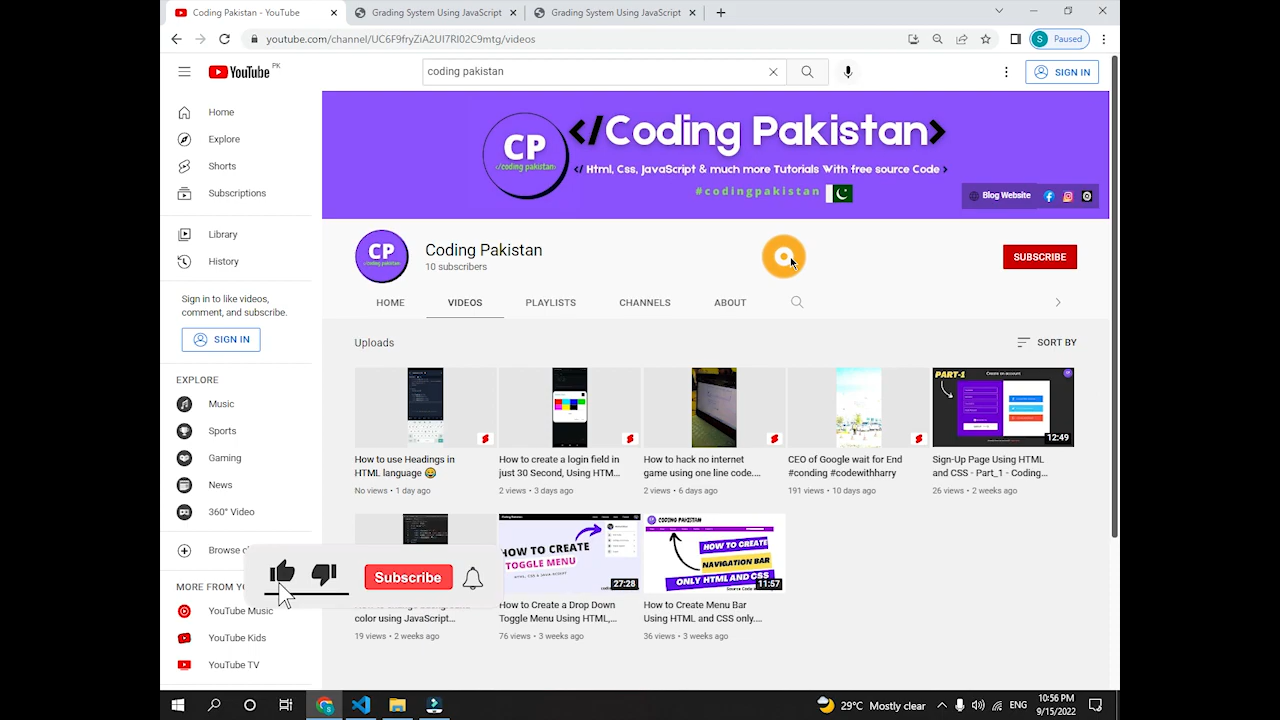 Coding Pakistan - YouTube
Grading System Using JavaScript
Grading System Using JavaScript
youtube.com/channel/UC6F9fryZiA2UI7RI02C9mtg/videos
S Paused
YouTube PK
coding pakistan
SIGN IN
Home
Explore
Shorts
Subscriptions
Library
History
Sign in to like videos,
comment, and subscribe.
SIGN IN
EXPLORE
Music
Sports
Gaming
News
360° Video
MORE FROM
YouTube Music
YouTube Kids
YouTube TV
CP
</coding pakistan>
</Coding Pakistan>
</ Html, Css, JavaScript & much more Tutorials With free source Code >
#codingpakistan
Blog Website
CP
</coding pakistan>
Coding Pakistan
10 subscribers
SUBSCRIBE
HOME
VIDEOS
PLAYLISTS
CHANNELS
ABOUT
Uploads
SORT BY
PART-1
12:49
How to use Headings in
HTML language 😂
No views • 1 day ago
How to create a login field in
just 30 Second, Using HTM...
2 views • 3 days ago
How to hack no internet
game using one line code....
2 views • 6 days ago
CEO of Google wait for End
#conding #codewithharry
191 views • 10 days ago
Sign-Up Page Using HTML
and CSS - Part_1 - Coding...
26 views • 2 weeks ago
HOW TO CREATE
TOGGLE MENU
27:28
CODING PAKISTAN
HOW TO CREATE
NAVIGATION BAR
ONLY HTML AND CSS
11:57
Subscribe
color using JavaScript...
19 views • 2 weeks ago
How to Create a Drop Down
Toggle Menu Using HTML,...
76 views • 3 weeks ago
How to Create Menu Bar
Using HTML and CSS only....
36 views • 3 weeks ago
29°C Mostly clear
ENG
10:56 PM
9/15/2022